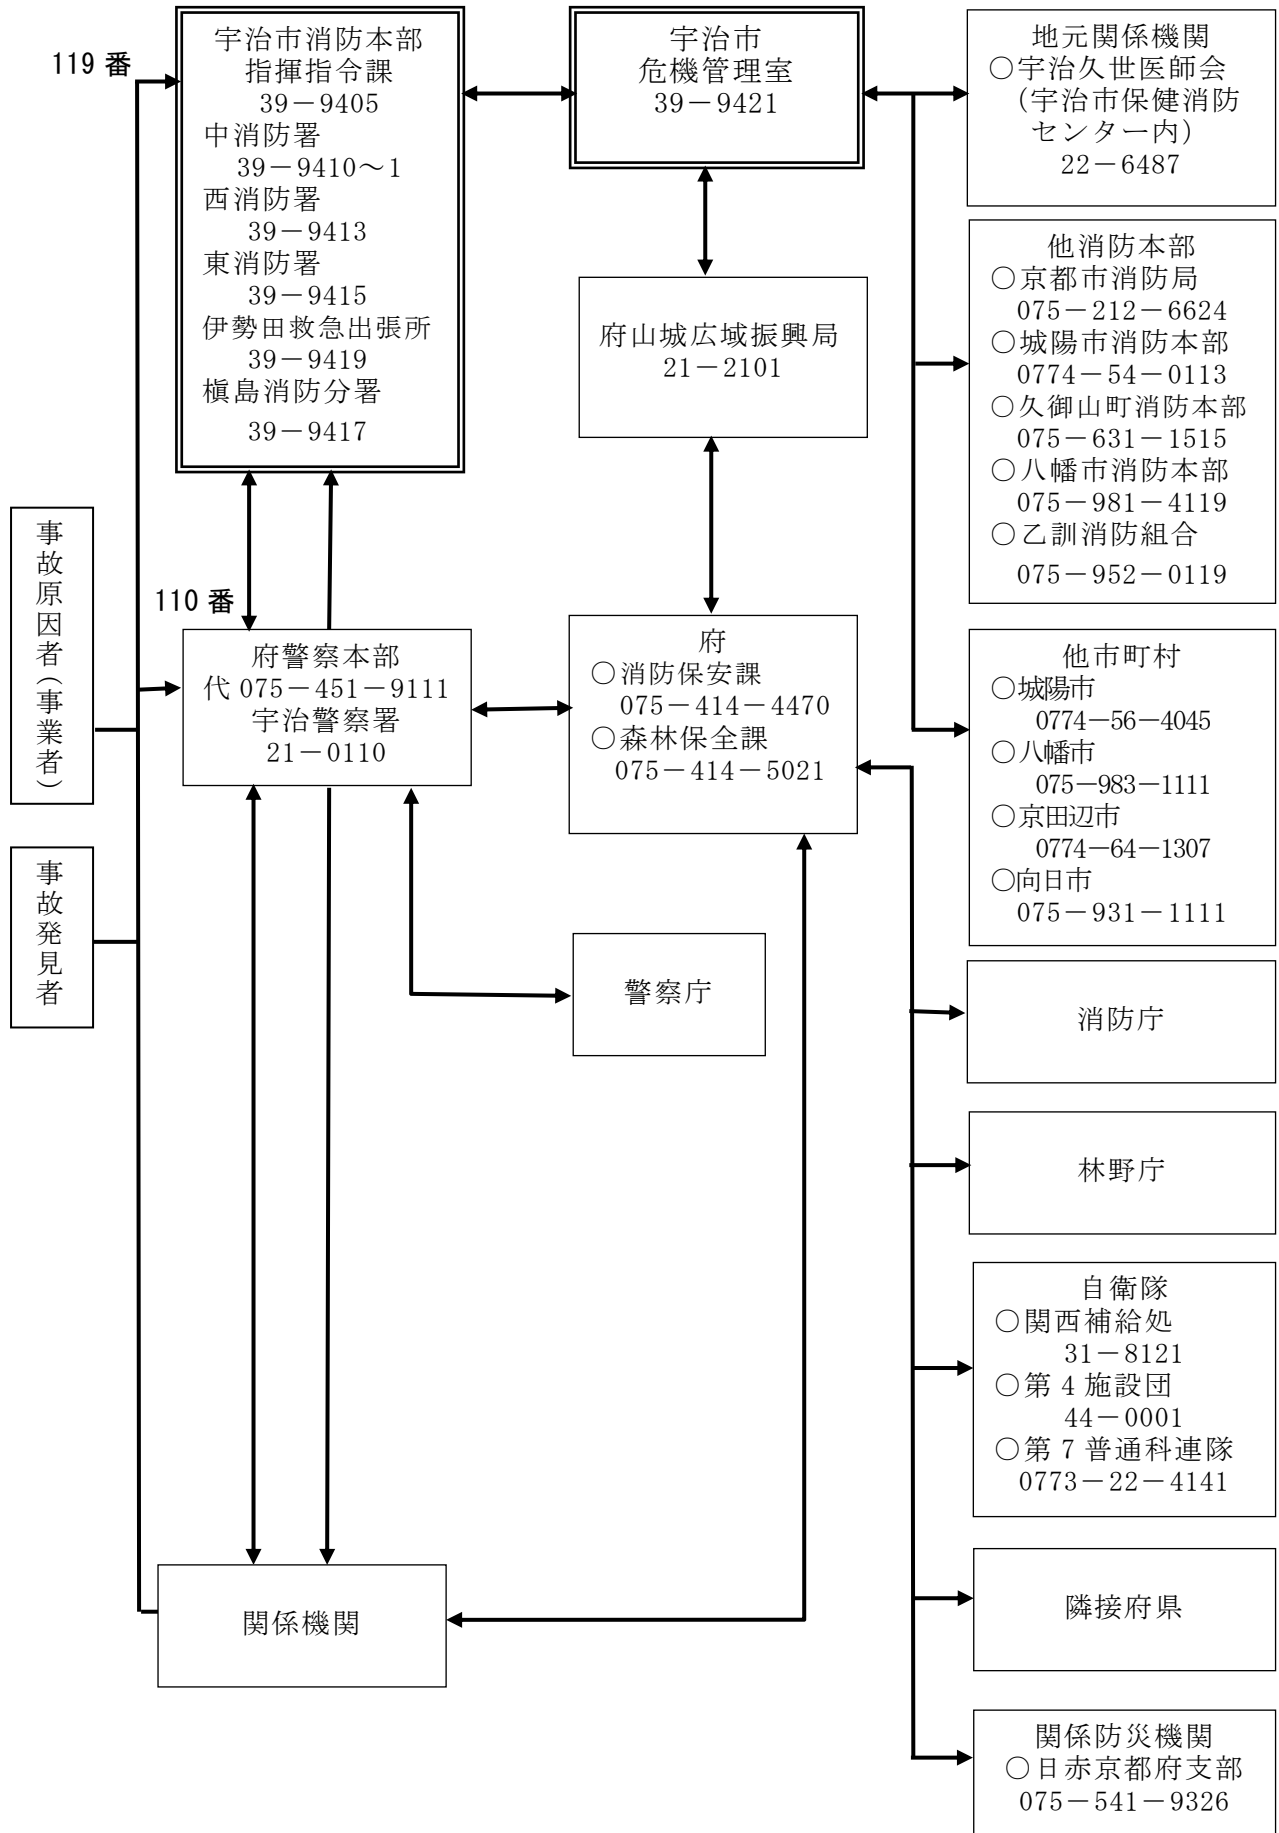 119 番
宇治市消防本部
指揮指令課
39－9405
中消防署
39－9410～1
西消防署
39－9413
東消防署
39－9415
伊勢田救急出張所
39－9419
槇島消防分署
39－9417
宇治市
危機管理室
39－9421
地元関係機関
○宇治久世医師会
（宇治市保健消防
センター内）
22－6487
他消防本部
○京都市消防局
075－212－6624
○城陽市消防本部
0774－54－0113
○久御山町消防本部
075－631－1515
○八幡市消防本部
075－981－4119
○乙訓消防組合
075－952－0119
府山城広域振興局
21－2101
事故原因者（事業者）
110 番
府警察本部
代 075－451－9111
宇治警察署
21－0110
府
○消防保安課
075－414－4470
○森林保全課
075－414－5021
他市町村
○城陽市
0774－56－4045
○八幡市
075－983－1111
○京田辺市
0774－64－1307
○向日市
075－931－1111
事故発見者
警察庁
消防庁
林野庁
自衛隊
○関西補給処
31－8121
○第 4 施設団
44－0001
○第 7 普通科連隊
0773－22－4141
関係機関
隣接府県
関係防災機関
○日赤京都府支部
075－541－9326